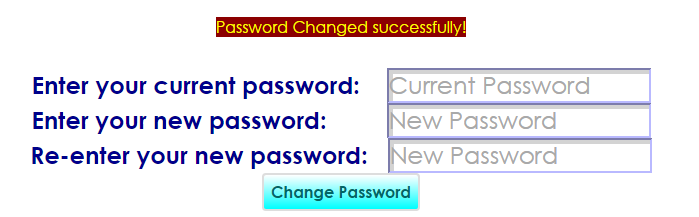 Password Changed successfully!
Enter your current password: Current Password
Enter your new password: New Password
Re-enter your new password: New Password
Change Password